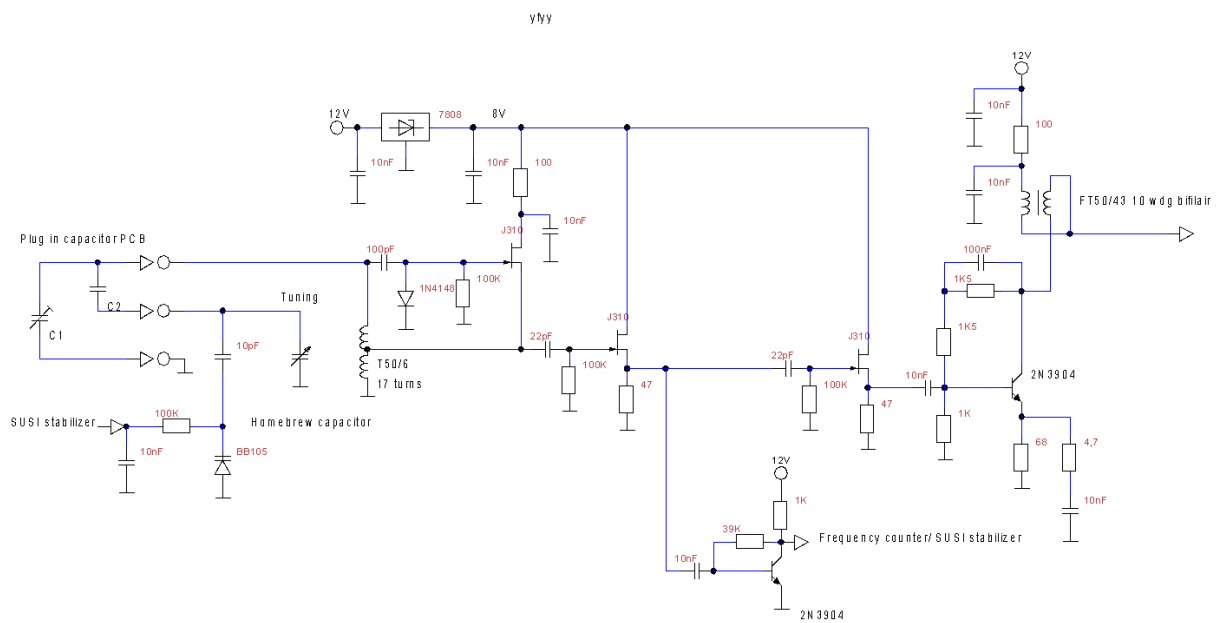 yfyy
12V
10nF
100
10nF
12V
7808
8V
10nF
10nF
100
10nF
J310
FT50/43 10 wdg bifilair
Plug in capacitor PCB
100pF
100nF
1N4148
100K
1K5
C2
Tuning
J310
C1
1K5
J310
10pF
22pF
22pF
T50/6
17 turns
100K
100K
10nF
2N3904
47
47
1K
SUSI stabilizer
100K
Homebrew capacitor
68
4,7
10nF
BB105
12V
10nF
1K
39K
Frequency counter/ SUSI stabilizer
10nF
2N3904